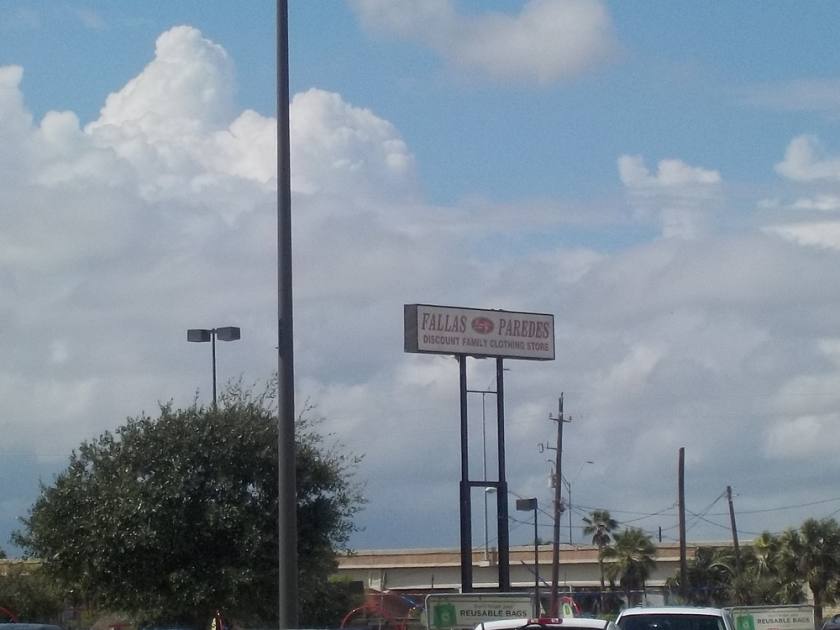 FALLAS PAREDES
DISCOUNT FAMILY CLOTHING STORE
REUSABLE BAGS
REUSABLE BAGS